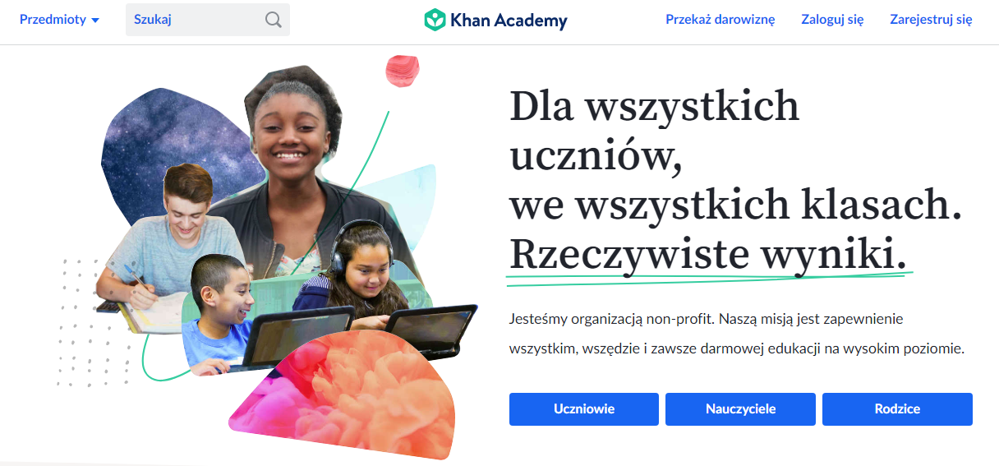 Przedmioty
Szukaj
Khan Academy
Przekaż darowiznę
Zaloguj się
Zarejestruj się
Dla wszystkich
uczniów,
we wszystkich klasach.
Rzeczywiste wyniki.
Jesteśmy organizacją non-profit. Naszą misją jest zapewnienie
wszystkim, wszędzie i zawsze darmowej edukacji na wysokim poziomie.
Uczniowie
Nauczyciele
Rodzice